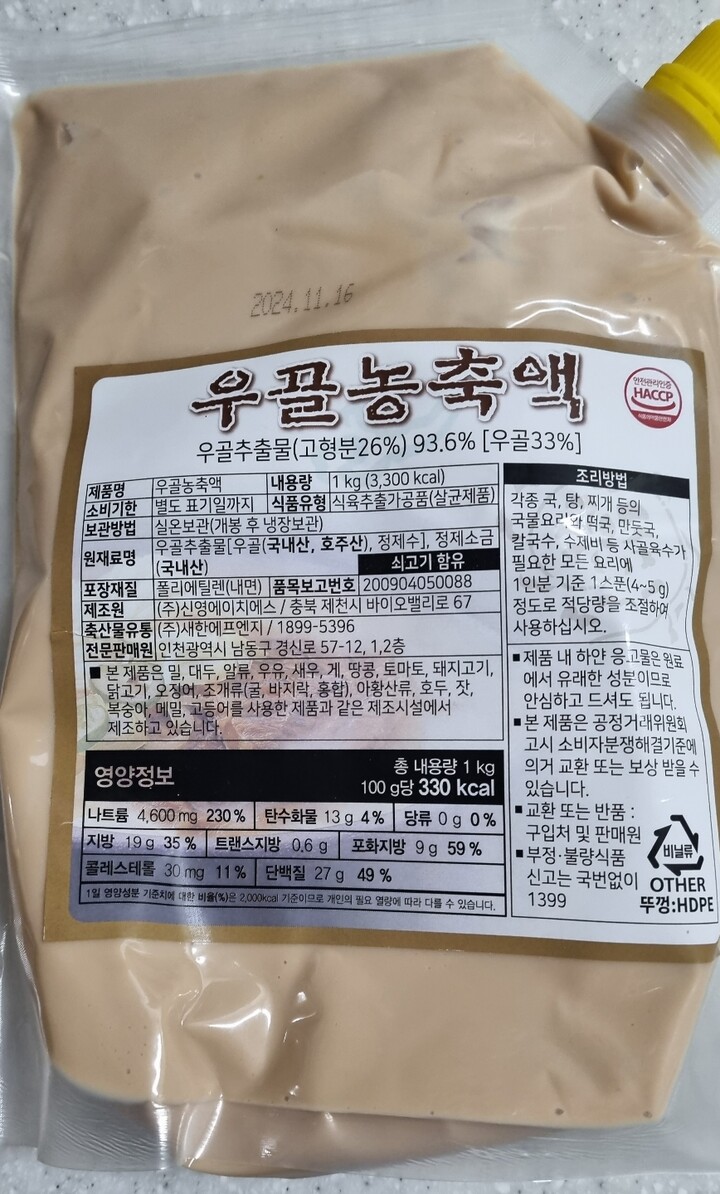 2024.11.16
우골농축액
안전관리인증
HACCP
식품의약품안전처
우골추출물(고형분26%) 93.6% [우골33%]
제품명 우골농축액 내용량 1 kg (3,300 kcal)
소비기한 별도 표기일까지 식품유형 식육추출가공품(살균제품)
보관방법 실온보관(개봉 후 냉장보관)
원재료명 우골추출물[우골(국내산, 호주산), 정제수], 정제소금
(국내산) 쇠고기 함유
포장재질 폴리에틸렌(내면) 품목보고번호 200904050088
제조원 (주)신영에이치에스 / 충북 제천시 바이오밸리로 67
축산물유통 (주)새한에프엔지 / 1899-5396
전문판매원 인천광역시 남동구 경신로 57-12, 1,2층
■ 본 제품은 밀, 대두, 알류, 우유, 새우, 게, 땅콩, 토마토, 돼지고기,
닭고기, 오징어, 조개류(굴, 바지락, 홍합), 아황산류, 호두, 잣,
복숭아, 메밀, 고등어를 사용한 제품과 같은 제조시설에서
제조하고 있습니다.
영양정보 총 내용량 1 kg
100 g당 330 kcal
나트륨 4,600 mg 230 % 탄수화물 13 g 4 % 당류 0 g 0 %
지방 19 g 35 % 트랜스지방 0.6 g 포화지방 9 g 59 %
콜레스테롤 30 mg 11 % 단백질 27 g 49 %
1일 영양성분 기준치에 대한 비율(%)은 2,000kcal 기준이므로 개인의 필요 열량에 따라 다를 수 있습니다.
조리방법
각종 국, 탕, 찌개 등의
국물요리와 떡국, 만둣국,
칼국수, 수제비 등 사골육수가
필요한 모든 요리에
1인분 기준 1스푼(4~5 g)
정도로 적당량을 조절하여
사용하십시오.
■ 제품 내 하얀 응고물은 원료
에서 유래한 성분이므로
안심하고 드셔도 됩니다.
■ 본 제품은 공정거래위원회
고시 소비자분쟁해결기준에
의거 교환 또는 보상 받을 수
있습니다.
■ 교환 또는 반품 :
구입처 및 판매원
■ 부정·불량식품
신고는 국번없이
1399
비닐류
OTHER
뚜껑:HDPE